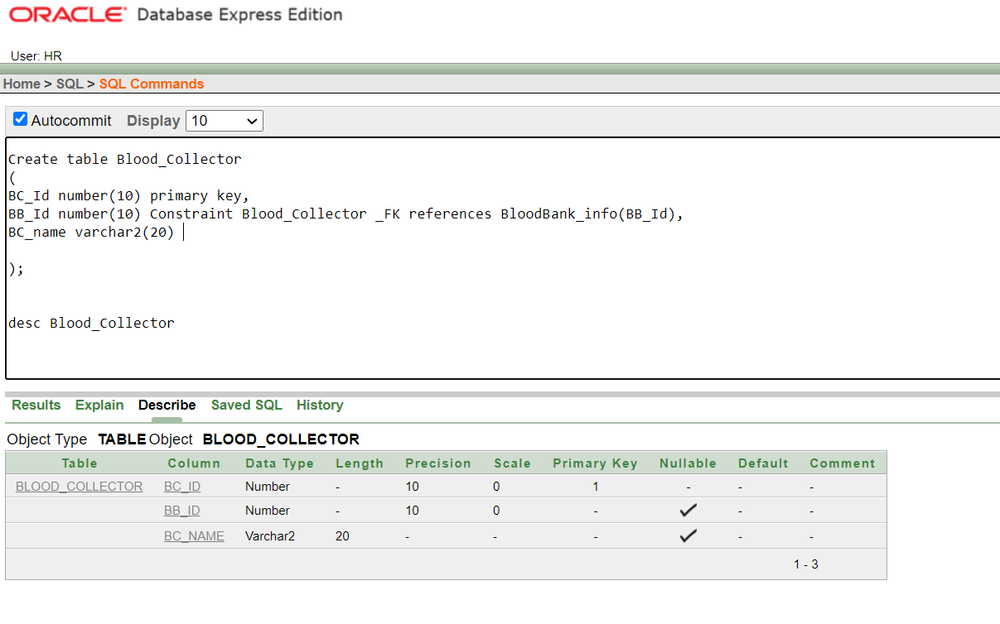 ORACLE Database Express Edition
User: HR
Home > SQL > SQL Commands
Autocommit Display 10
Create table Blood_Collector
(
BC_Id number(10) primary key,
BB_Id number(10) Constraint Blood_Collector _FK references BloodBank_info(BB_Id),
BC_name varchar2(20)
);
desc Blood_Collector
Results Explain Describe Saved SQL History
Object Type TABLE Object BLOOD_COLLECTOR
Table Column Data Type Length Precision Scale Primary Key Nullable Default Comment
BLOOD_COLLECTOR BC_ID Number - 10 0 1 - - -
BB_ID Number - 10 0 - - -
BC_NAME Varchar2 20 - - - - -
1 - 3